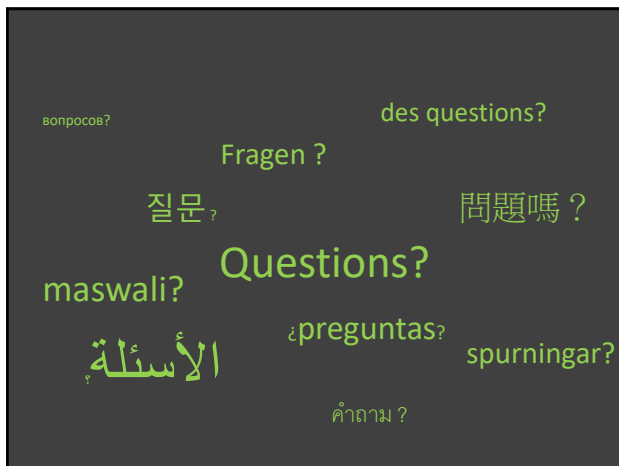 des questions?
вопросов?
Fragen ?
질문 ?
問題嗎？
Questions?
maswali?
¿preguntas?
الأسئلة؟
spurningar?
คำถาม ?